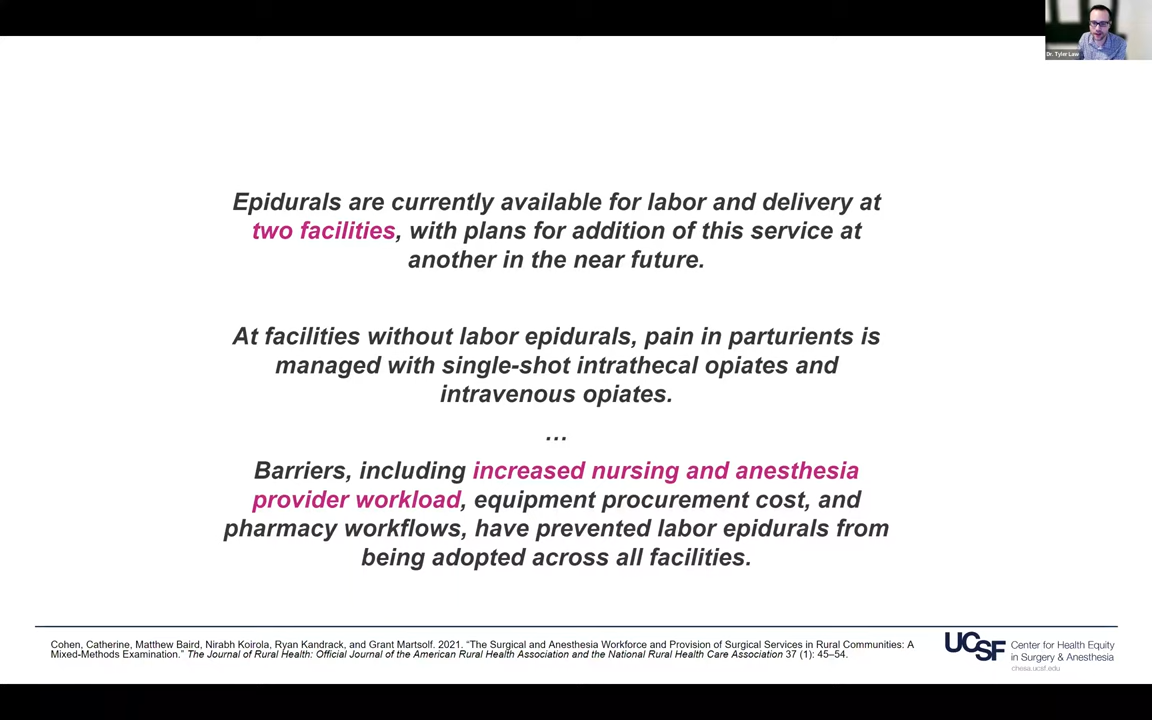 Dr. Tyler Law
Epidurals are currently available for labor and delivery at
two facilities, with plans for addition of this service at
another in the near future.
At facilities without labor epidurals, pain in parturients is
managed with single-shot intrathecal opiates and
intravenous opiates.
…
Barriers, including increased nursing and anesthesia
provider workload, equipment procurement cost, and
pharmacy workflows, have prevented labor epidurals from
being adopted across all facilities.
Cohen, Catherine, Matthew Baird, Nirabh Koirola, Ryan Kandrack, and Grant Martsolf. 2021. “The Surgical and Anesthesia Workforce and Provision of Surgical Services in Rural Communities: A
Mixed-Methods Examination.” The Journal of Rural Health: Official Journal of the American Rural Health Association and the National Rural Health Care Association 37 (1): 45–54.
UCSF
Center for Health Equity
in Surgery & Anesthesia
chesa.ucsf.edu